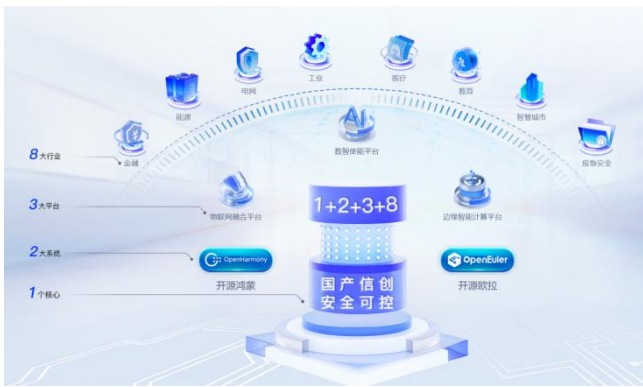 工业
医疗
电网
教育
能源
智慧城市
AI
数智使能平台
金融
应急安全
8大行业
3大平台
物联网融合平台
1+2+3+8
边缘智能计算平台
2大系统
OpenHarmony
OpenEuler
开源鸿蒙
国产信创
安全可控
开源欧拉
1个核心